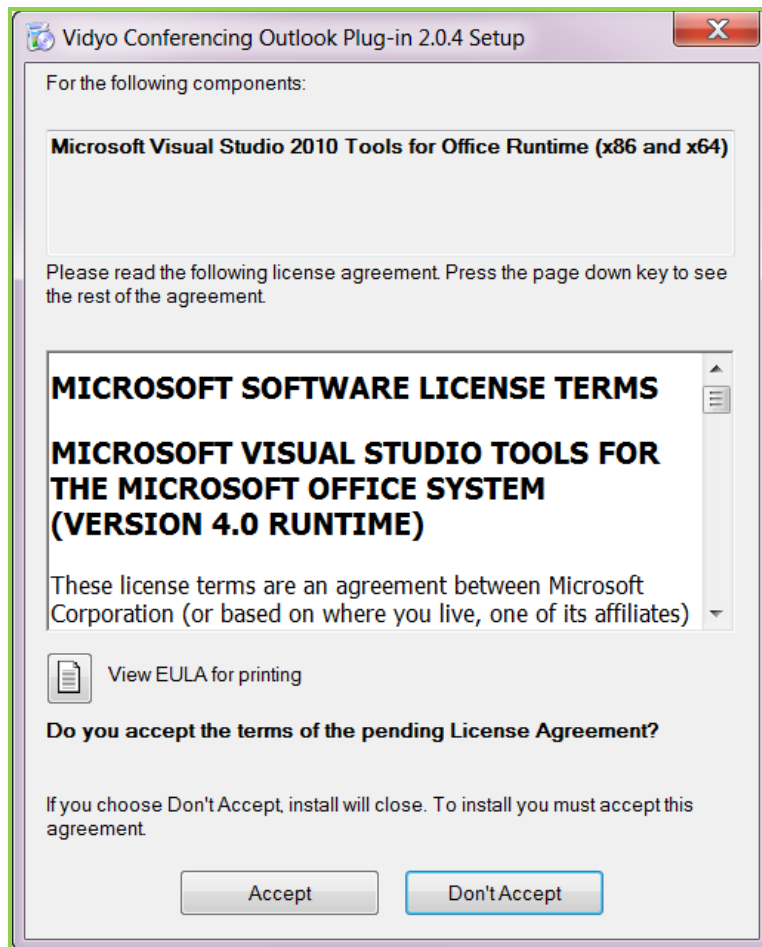 Vidyo Conferencing Outlook Plug-in 2.0.4 Setup
For the following components:
Microsoft Visual Studio 2010 Tools for Office Runtime (x86 and x64)
Please read the following license agreement. Press the page down key to see
the rest of the agreement.
MICROSOFT SOFTWARE LICENSE TERMS
MICROSOFT VISUAL STUDIO TOOLS FOR
THE MICROSOFT OFFICE SYSTEM
(VERSION 4.0 RUNTIME)
These license terms are an agreement between Microsoft
Corporation (or based on where you live, one of its affiliates)
View EULA for printing
Do you accept the terms of the pending License Agreement?
If you choose Don't Accept, install will close. To install you must accept this
agreement.
Accept
Don't Accept